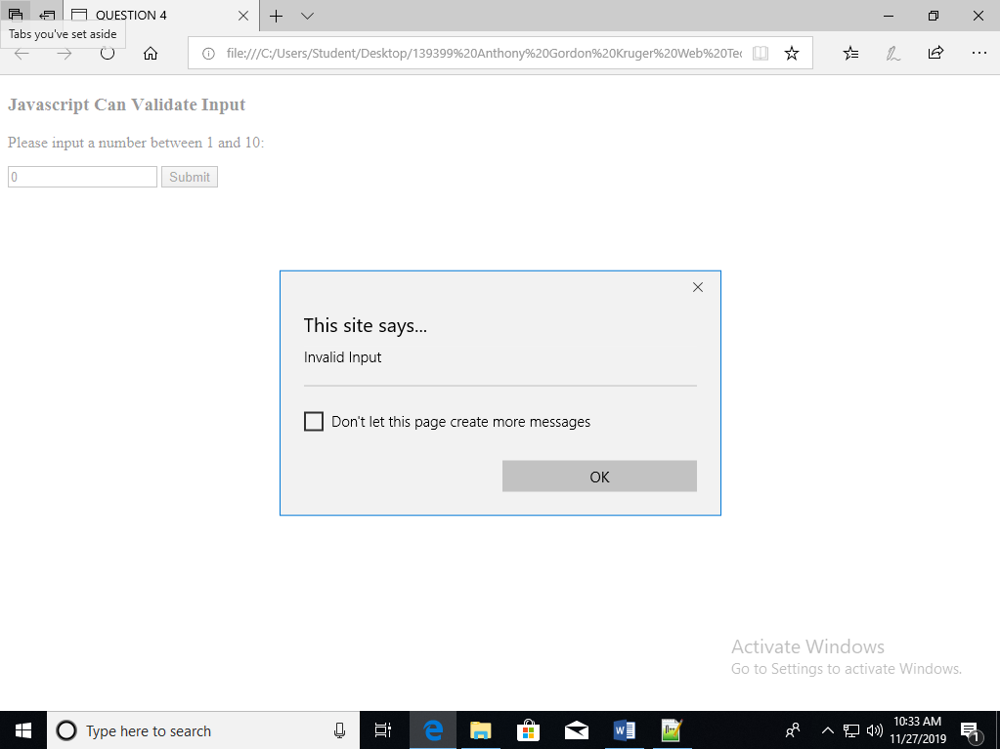 QUESTION 4
Tabs you've set aside
file:///C:/Users/Student/Desktop/139399%20Anthony%20Gordon%20Kruger%20Web%20Tec
Javascript Can Validate Input
Please input a number between 1 and 10:
0 Submit
This site says...
Invalid Input
Don't let this page create more messages
OK
Activate Windows
Go to Settings to activate Windows.
Type here to search
10:33 AM
11/27/2019
1